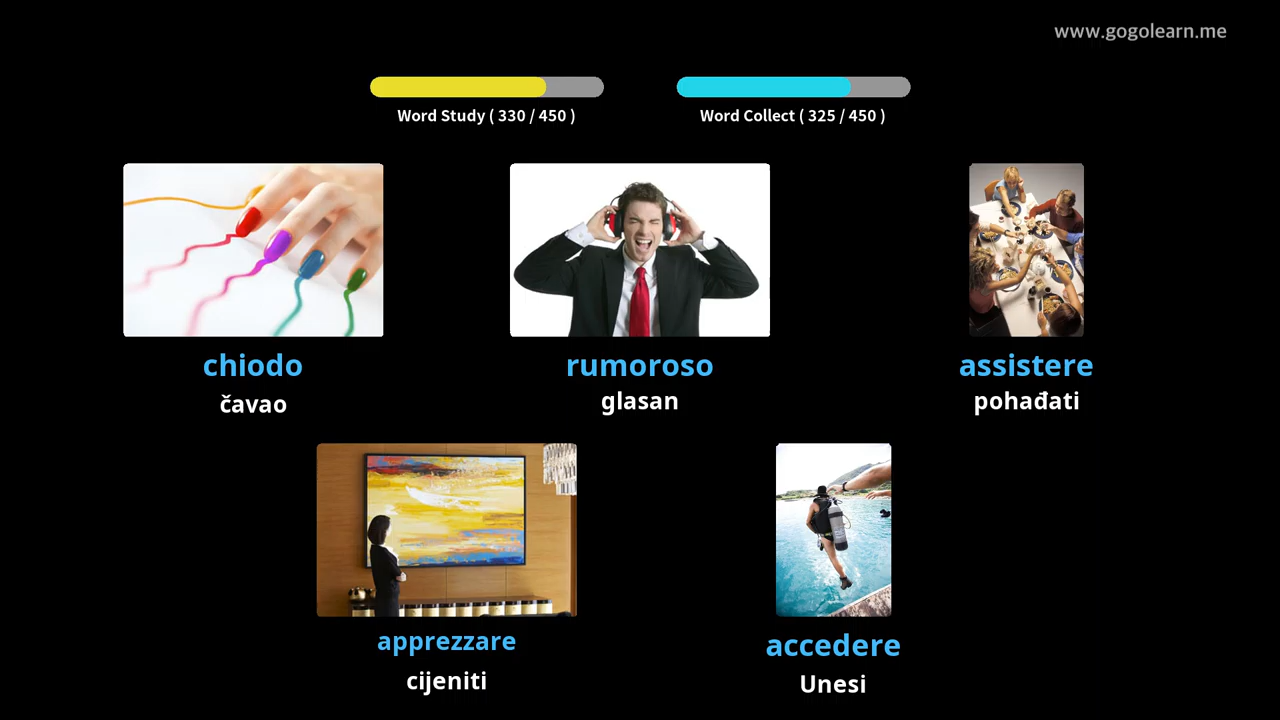 www.gogolearn.me
Word Study ( 330 / 450 )
Word Collect ( 325 / 450 )
chiodo
čavao
rumoroso
glasan
assistere
pohađati
apprezzare
cijeniti
accedere
Unesi